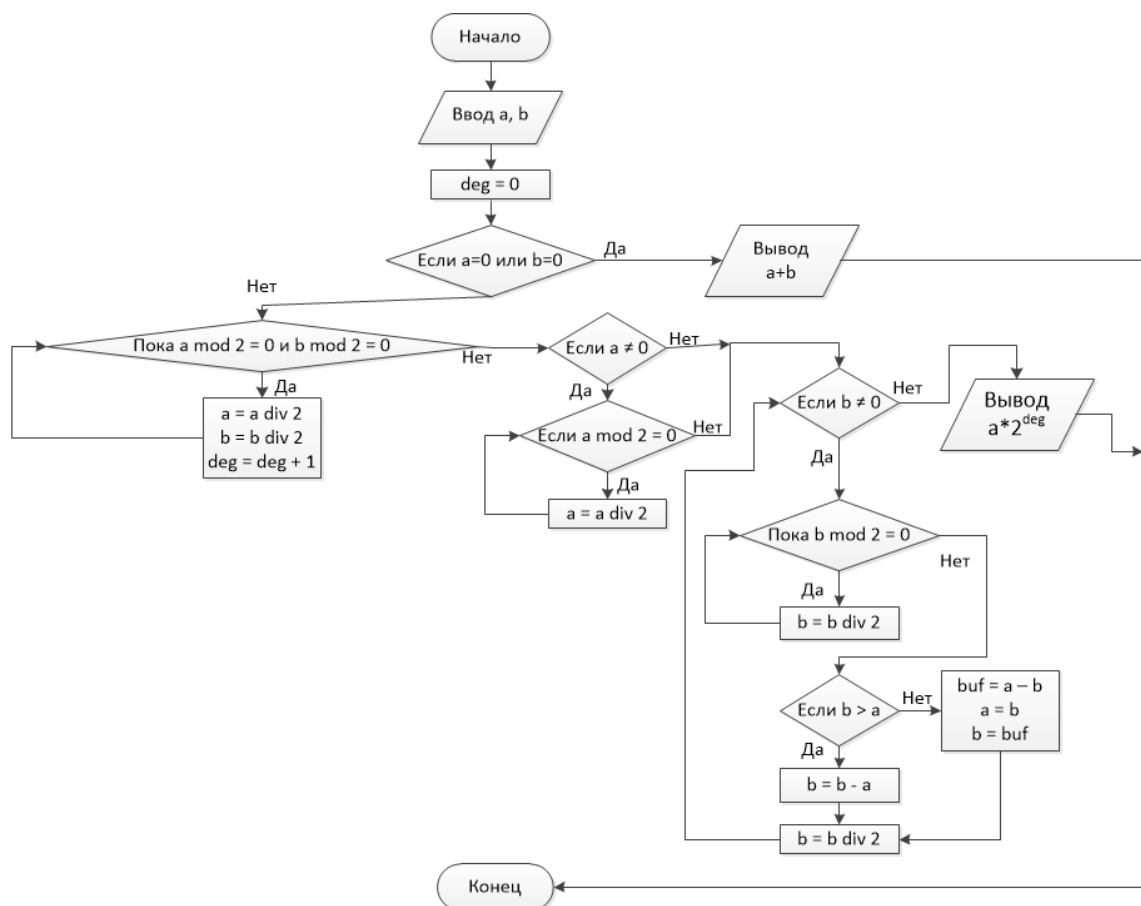 Начало
Ввод a, b
deg = 0
Если a=0 или b=0
Да
Вывод
a+b
Нет
Пока a mod 2 = 0 и b mod 2 = 0
Нет
Да
a = a div 2
b = b div 2
deg = deg + 1
Если a ≠ 0
Нет
Да
Если a mod 2 = 0
Нет
Да
a = a div 2
Если b ≠ 0
Нет
Вывод
a*2^deg
Да
Пока b mod 2 = 0
Нет
Да
b = b div 2
Если b > a
Нет
buf = a – b
a = b
b = buf
Да
b = b - a
b = b div 2
Конец